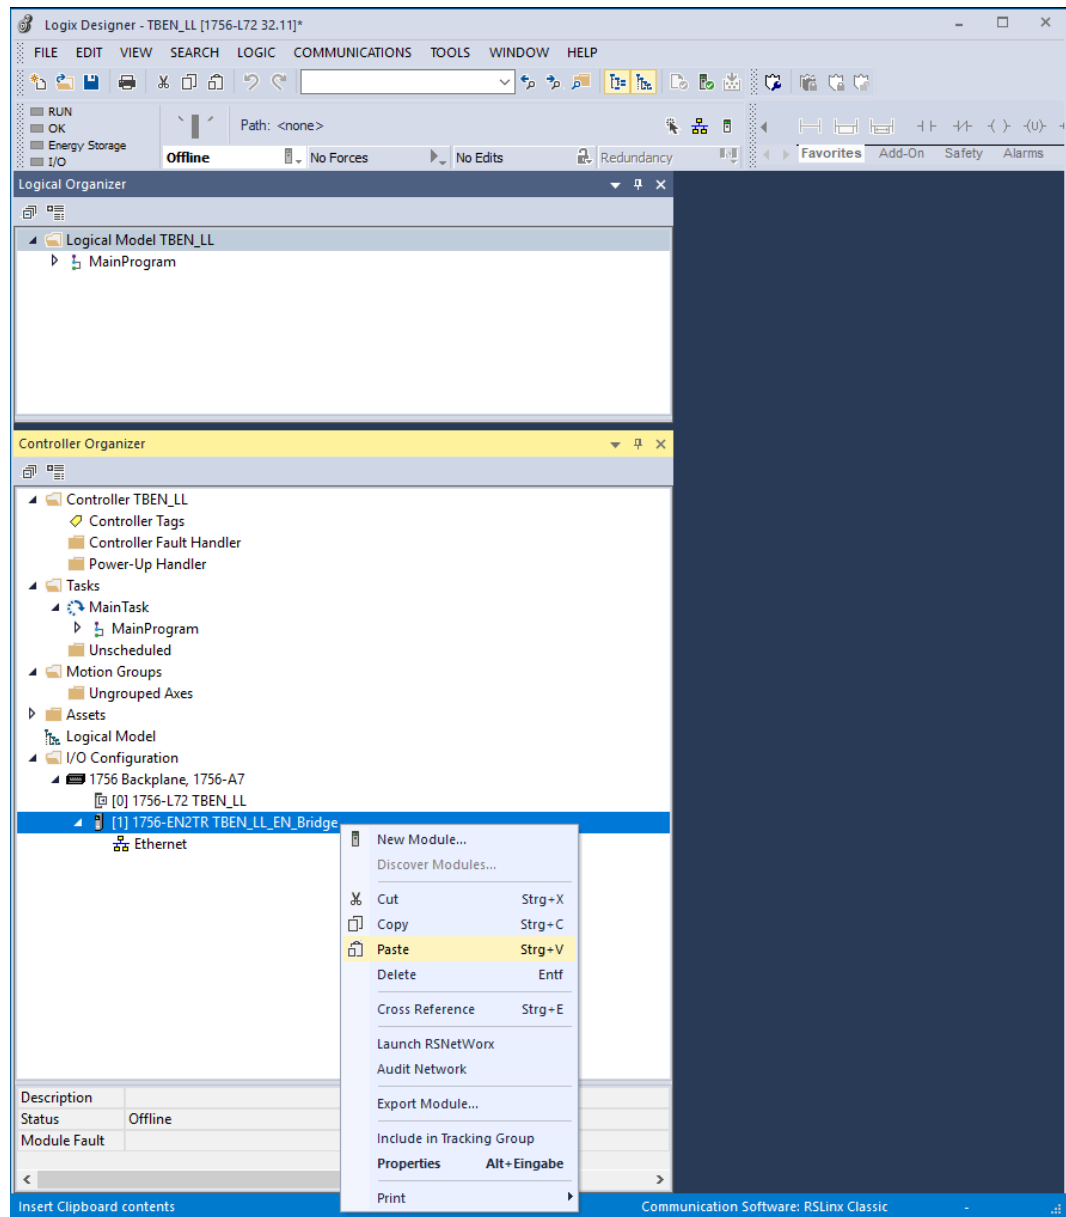 Logix Designer - TBEN_LL [1756-L72 32.11]*
FILE EDIT VIEW SEARCH LOGIC COMMUNICATIONS TOOLS WINDOW HELP
RUN
OK
Energy Storage
I/O
Path: <none>
Offline No Forces No Edits Redundancy
Favorites Add-On Safety Alarms
Logical Organizer
Logical Model TBEN_LL
MainProgram
Controller Organizer
Controller TBEN_LL
Controller Tags
Controller Fault Handler
Power-Up Handler
Tasks
MainTask
MainProgram
Unscheduled
Motion Groups
Ungrouped Axes
Assets
Logical Model
I/O Configuration
1756 Backplane, 1756-A7
[0] 1756-L72 TBEN_LL
[1] 1756-EN2TR TBEN_LL_EN_Bridge
Ethernet
New Module...
Discover Modules...
Cut Strg+X
Copy Strg+C
Paste Strg+V
Delete Entf
Cross Reference Strg+E
Launch RSNetWorx
Audit Network
Export Module...
Include in Tracking Group
Properties Alt+Eingabe
Print
Description
Status Offline
Module Fault
Insert Clipboard contents
Communication Software: RSLinx Classic -